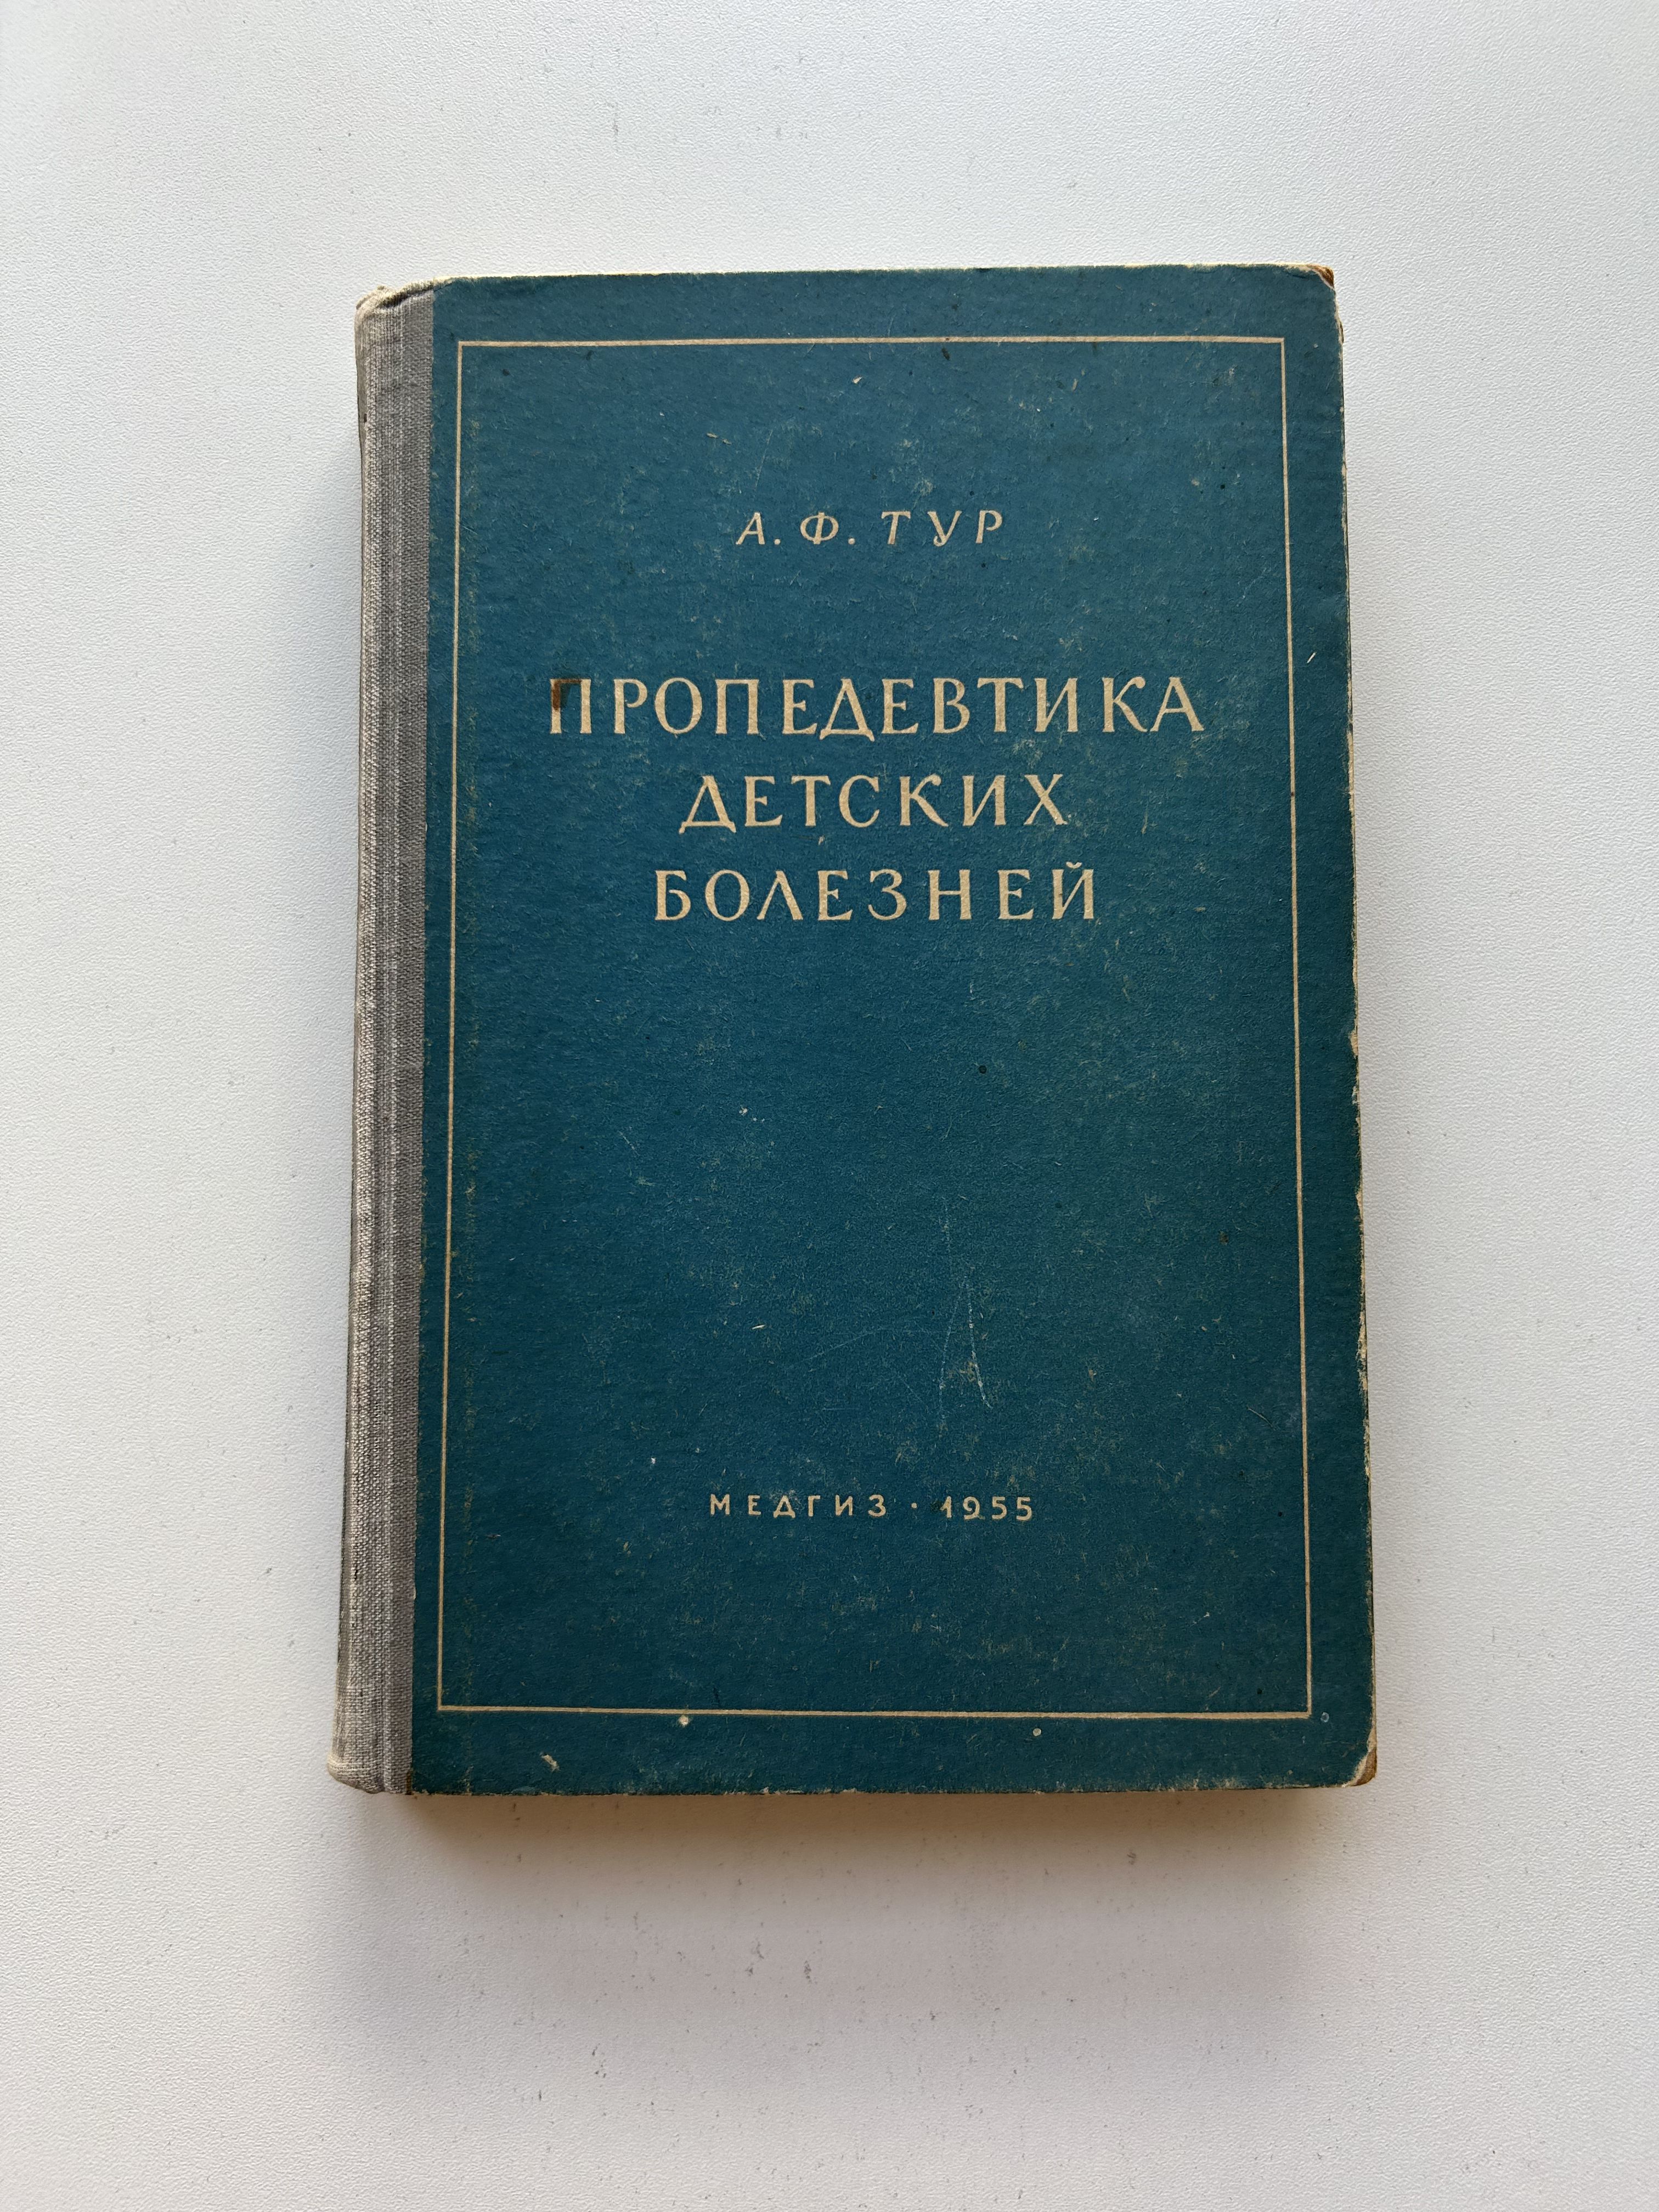 А. Ф. ТУР
ПРОПЕДЕВТИКА
ДЕТСКИХ
БОЛЕЗНЕЙ
МЕДГИЗ · 1955